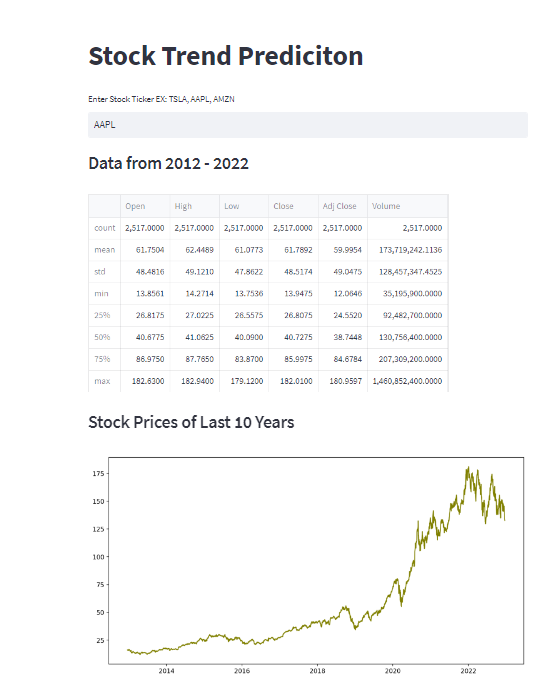 Stock Trend Prediciton
Enter Stock Ticker EX: TSLA, AAPL, AMZN
AAPL
Data from 2012 - 2022
Open High Low Close Adj Close Volume
count 2,517.0000 2,517.0000 2,517.0000 2,517.0000 2,517.0000 2,517.0000
mean 61.7504 62.4489 61.0773 61.7892 59.9954 173,719,242.1136
std 48.4816 49.1210 47.8622 48.5174 49.0475 128,457,347.4525
min 13.8561 14.2714 13.7536 13.9475 12.0646 35,195,900.0000
25% 26.8175 27.0225 26.5575 26.8075 24.5520 92,482,700.0000
50% 40.6775 41.0625 40.0900 40.7275 38.7448 130,756,400.0000
75% 86.9750 87.7650 83.8700 85.9975 84.6784 207,309,200.0000
max 182.6300 182.9400 179.1200 182.0100 180.9597 1,460,852,400.0000
Stock Prices of Last 10 Years
175
150
125
100
75
50
25
2014 2016 2018 2020 2022